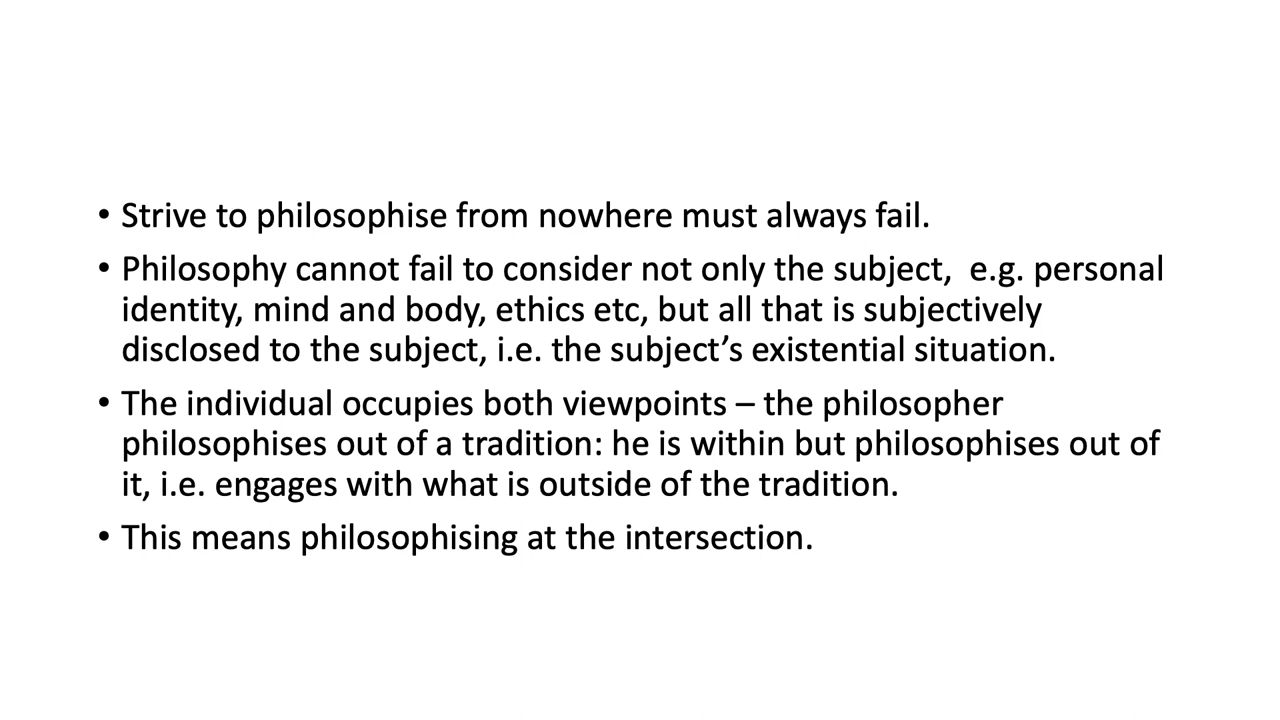 • Strive to philosophise from nowhere must always fail.
• Philosophy cannot fail to consider not only the subject,  e.g. personal
identity, mind and body, ethics etc, but all that is subjectively
disclosed to the subject, i.e. the subject’s existential situation.
• The individual occupies both viewpoints – the philosopher
philosophises out of a tradition: he is within but philosophises out of
it, i.e. engages with what is outside of the tradition.
• This means philosophising at the intersection.